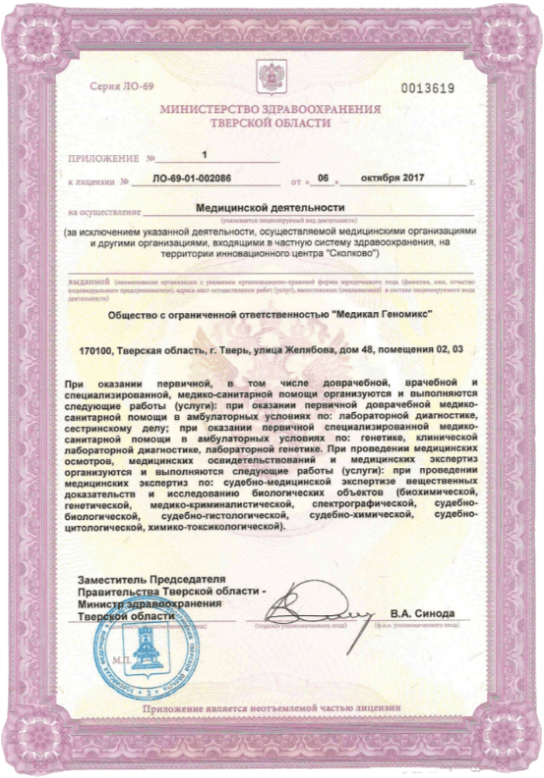 Серия ЛО-69
0013619
МИНИСТЕРСТВО ЗДРАВООХРАНЕНИЯ
ТВЕРСКОЙ ОБЛАСТИ
ПРИЛОЖЕНИЕ № 1
к лицензии № ЛО-69-01-002086 от « 06 » октября 2017 г.
на осуществление Медицинской деятельности
(указывается лицензируемый вид деятельности)
(за исключением указанной деятельности, осуществляемой медицинскими организациями
и другими организациями, входящими в частную систему здравоохранения, на
территории инновационного центра "Сколково")
выданной (наименование организации с указанием организационно-правовой формы юридического лица (фамилия, имя, отчество
индивидуального предпринимателя), адреса мест осуществления работ (услуг), выполняемых (оказываемых) в составе лицензируемого вида
деятельности)
Общество с ограниченной ответственностью "Медикал Геномикс"
170100, Тверская область, г. Тверь, улица Желябова, дом 48, помещения 02, 03
При оказании первичной, в том числе доврачебной, врачебной и
специализированной, медико-санитарной помощи организуются и выполняются
следующие работы (услуги): при оказании первичной доврачебной медико-
санитарной помощи в амбулаторных условиях по: лабораторной диагностике,
сестринскому делу; при оказании первичной специализированной медико-
санитарной помощи в амбулаторных условиях по: генетике, клинической
лабораторной диагностике, лабораторной генетике. При проведении медицинских
осмотров, медицинских освидетельствований и медицинских экспертиз
организуются и выполняются следующие работы (услуги): при проведении
медицинских экспертиз по: судебно-медицинской экспертизе вещественных
доказательств и исследованию биологических объектов (биохимической,
генетической, медико-криминалистической, спектрографической, судебно-
биологической, судебно-гистологической, судебно-химической, судебно-
цитологической, химико-токсикологической).
Заместитель Председателя
Правительства Тверской области -
Министр здравоохранения
Тверской области
В.А. Синода
(ф.и.о. уполномоченного лица)
М.П.
Приложение является неотъемлемой частью лицензии